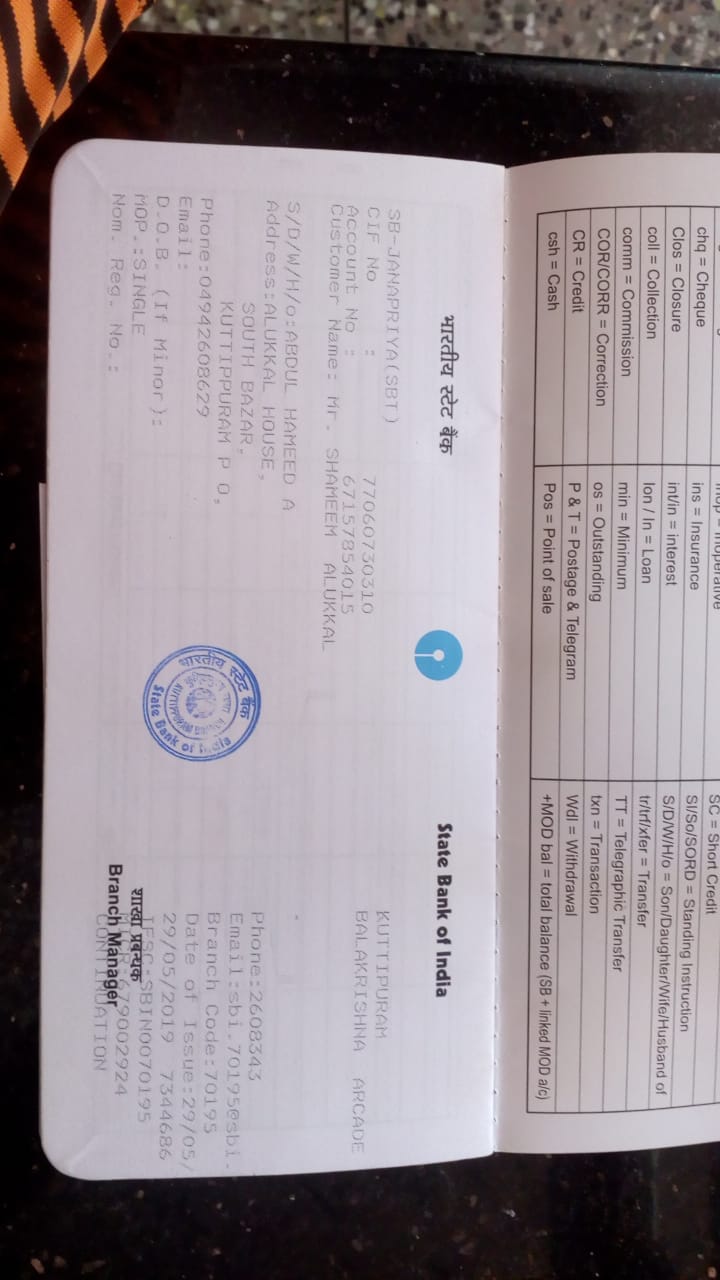 chg = Cheque
Clos = Closure
coll = Collection
comm = Commission
COR/CORR = Correction
CR = Credit
csh = Cash
ins = Insurance
int/in = interest
lon / ln = Loan
min = Minimum
os = Outstanding
P & T = Postage & Telegram
Pos = Point of sale
SC = Short Credit
SI/So/SORD = Standing Instruction
S/D/W/H/o = Son/Daughter/Wife/Husband of
tr/trf/xfer = Transfer
TT = Telegraphic Transfer
txn = Transaction
Wdl = Withdrawal
+MOD bal = total balance (SB + linked MOD a/c)
भारतीय स्टेट बैंक
State Bank of India
SB-JANAPRIYA(SBT)
CIF No : 77060730310
Account No : 67157854015
Customer Name: Mr. SHAMEEM ALUKKAL
S/D/W/H/o:ABDUL HAMEED A
Address:ALUKKAL HOUSE,
SOUTH BAZAR,
KUTTIPPURAM P O,
Phone:04942608629
Email:
D.O.B. (If Minor):
MOP.:SINGLE
Nom. Reg. No.:
KUTTIPURAM
BALAKRISHNA ARCADE
Phone:2608343
Email:sbi.70195@sbi.
Branch Code:70195
Date of Issue:29/05/
29/05/2019 7344686
IFSC:SBIN0070195
MICR:679002924
CONTINUATION
शाखा प्रबन्धक
Branch Manager
भारतीय स्टेट बैंक
State Bank of India